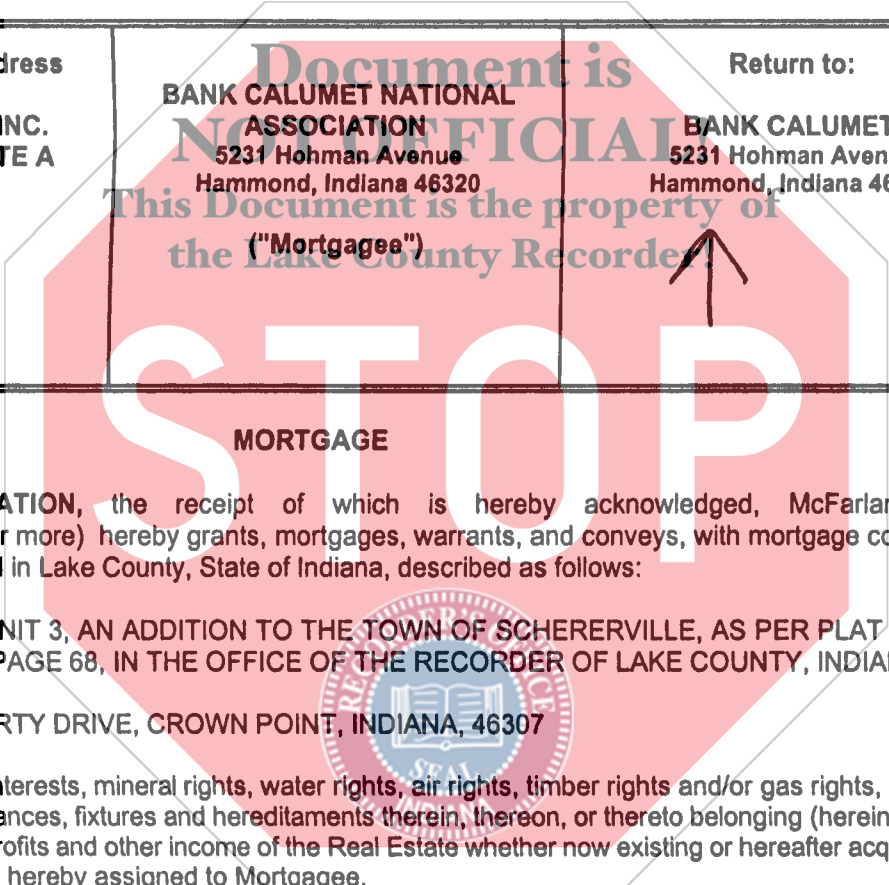 dress
INC.
TE A
BANK CALUMET NATIONAL
ASSOCIATION
5231 Hohman Avenue
Hammond, Indiana 46320
("Mortgagee")
Return to:
BANK CALUMET
5231 Hohman Aven
Hammond, Indiana 46
Document is
NOT OFFICIAL!
This Document is the property of
the Lake County Recorder!
STOP
MORTGAGE
ATION, the receipt of which is hereby acknowledged, McFarlan
r more) hereby grants, mortgages, warrants, and conveys, with mortgage co
d in Lake County, State of Indiana, described as follows:
NIT 3, AN ADDITION TO THE TOWN OF SCHERERVILLE, AS PER PLAT
PAGE 68, IN THE OFFICE OF THE RECORDER OF LAKE COUNTY, INDIAN
RTY DRIVE, CROWN POINT, INDIANA, 46307
RECORDER'S OFFICE
SEAL
INDIANA
nterests, mineral rights, water rights, air rights, timber rights and/or gas rights,
ances, fixtures and hereditaments therein, thereon, or thereto belonging (herein
rofits and other income of the Real Estate whether now existing or hereafter acq
hereby assigned to Mortgagee.